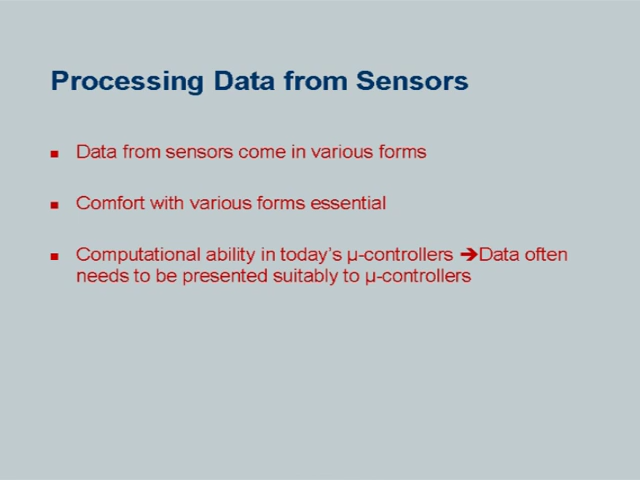 Processing Data from Sensors
Data from sensors come in various forms
Comfort with various forms essential
Computational ability in today's µ-controllers ➔Data often
needs to be presented suitably to µ-controllers